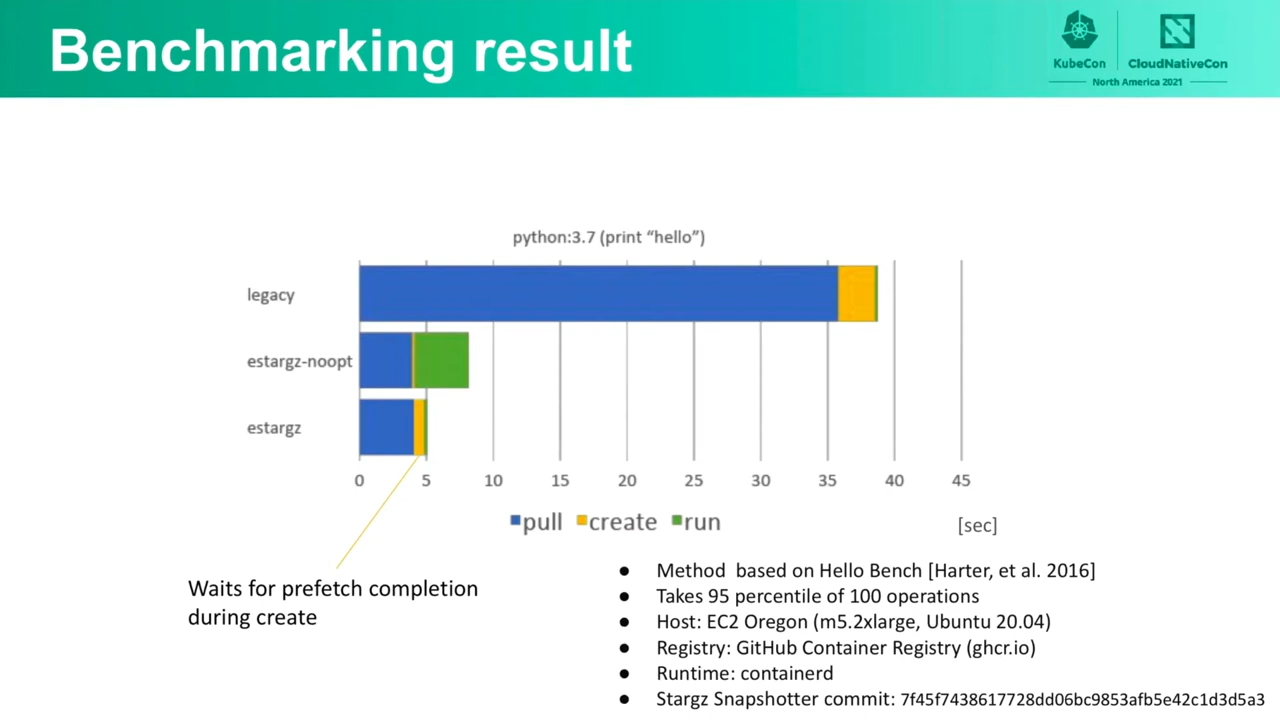 Benchmarking result
KubeCon
CloudNativeCon
North America 2021
python:3.7 (print “hello”)
legacy
estargz-noopt
estargz
0 5 10 15 20 25 30 35 40 45
pull create run
[sec]
Waits for prefetch completion
during create
● Method based on Hello Bench [Harter, et al. 2016]
● Takes 95 percentile of 100 operations
● Host: EC2 Oregon (m5.2xlarge, Ubuntu 20.04)
● Registry: GitHub Container Registry (ghcr.io)
● Runtime: containerd
● Stargz Snapshotter commit: 7f45f7438617728dd06bc9853afb5e42c1d3d5a3